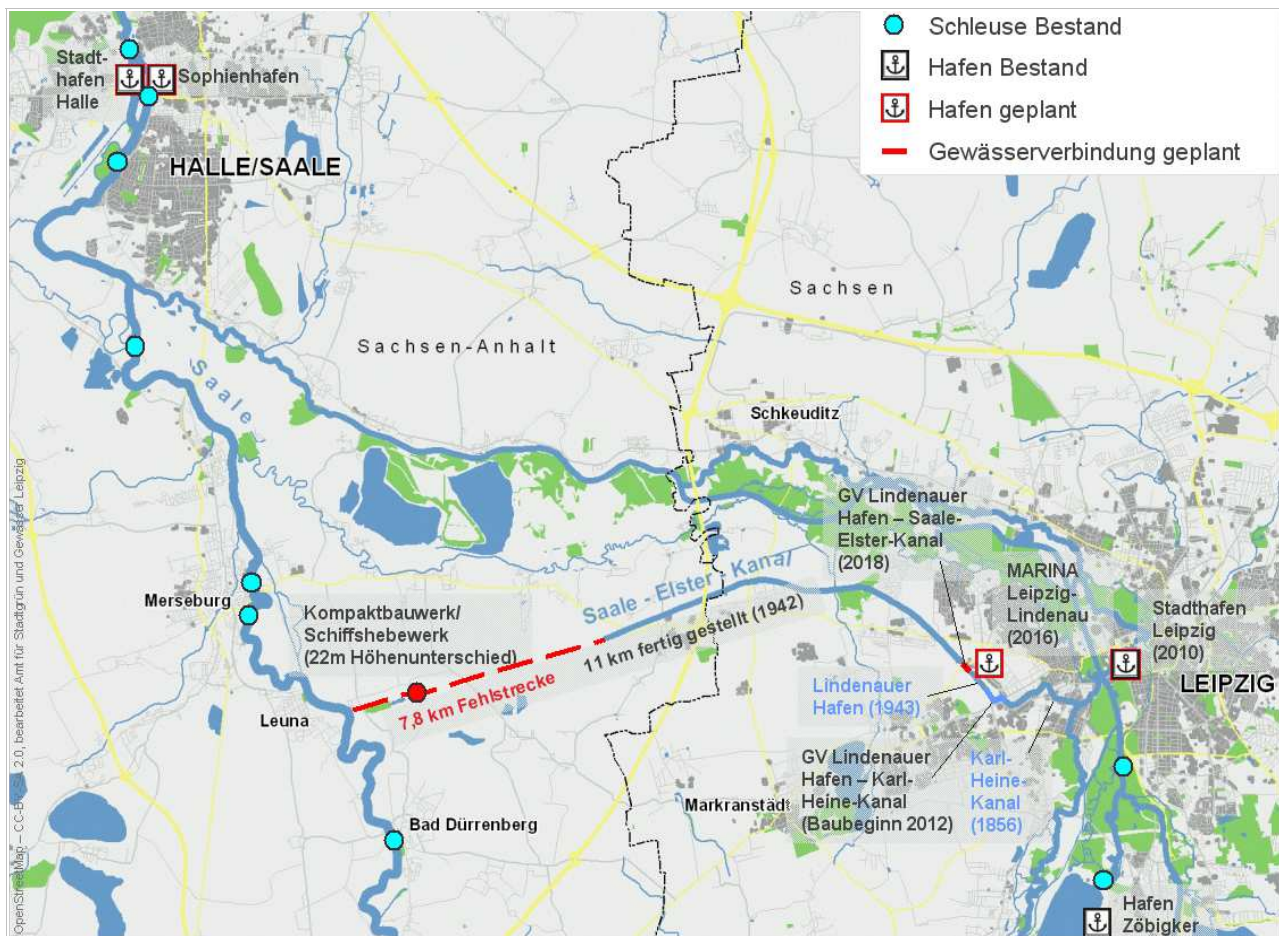 Schleuse Bestand
Hafen Bestand
Hafen geplant
Gewässerverbindung geplant
Stadt-
hafen
Halle
Sophienhafen
HALLE/SAALE
Sachsen
Sachsen-Anhalt
Saale
Schkeuditz
GV Lindenauer
Hafen – Saale-
Elster-Kanal
(2018)
MARINA
Leipzig-
Lindenau
(2016)
Stadthafen
Leipzig
(2010)
LEIPZIG
Saale - Elster - Kanal
11 km fertig gestellt (1942)
Merseburg
Kompaktbauwerk/
Schiffshebewerk
(22m Höhenunterschied)
7,8 km Fehlstrecke
Leuna
Lindenauer
Hafen (1943)
GV Lindenauer
Hafen – Karl-
Heine-Kanal
(Baubeginn 2012)
Karl-
Heine-
Kanal
(1856)
Markranstädt
Bad Dürrenberg
Hafen
Zöbigker
OpenStreetMap – CC-BY-SA 2.0, bearbeitet Amt für Stadtgrün und Gewässer Leipzig